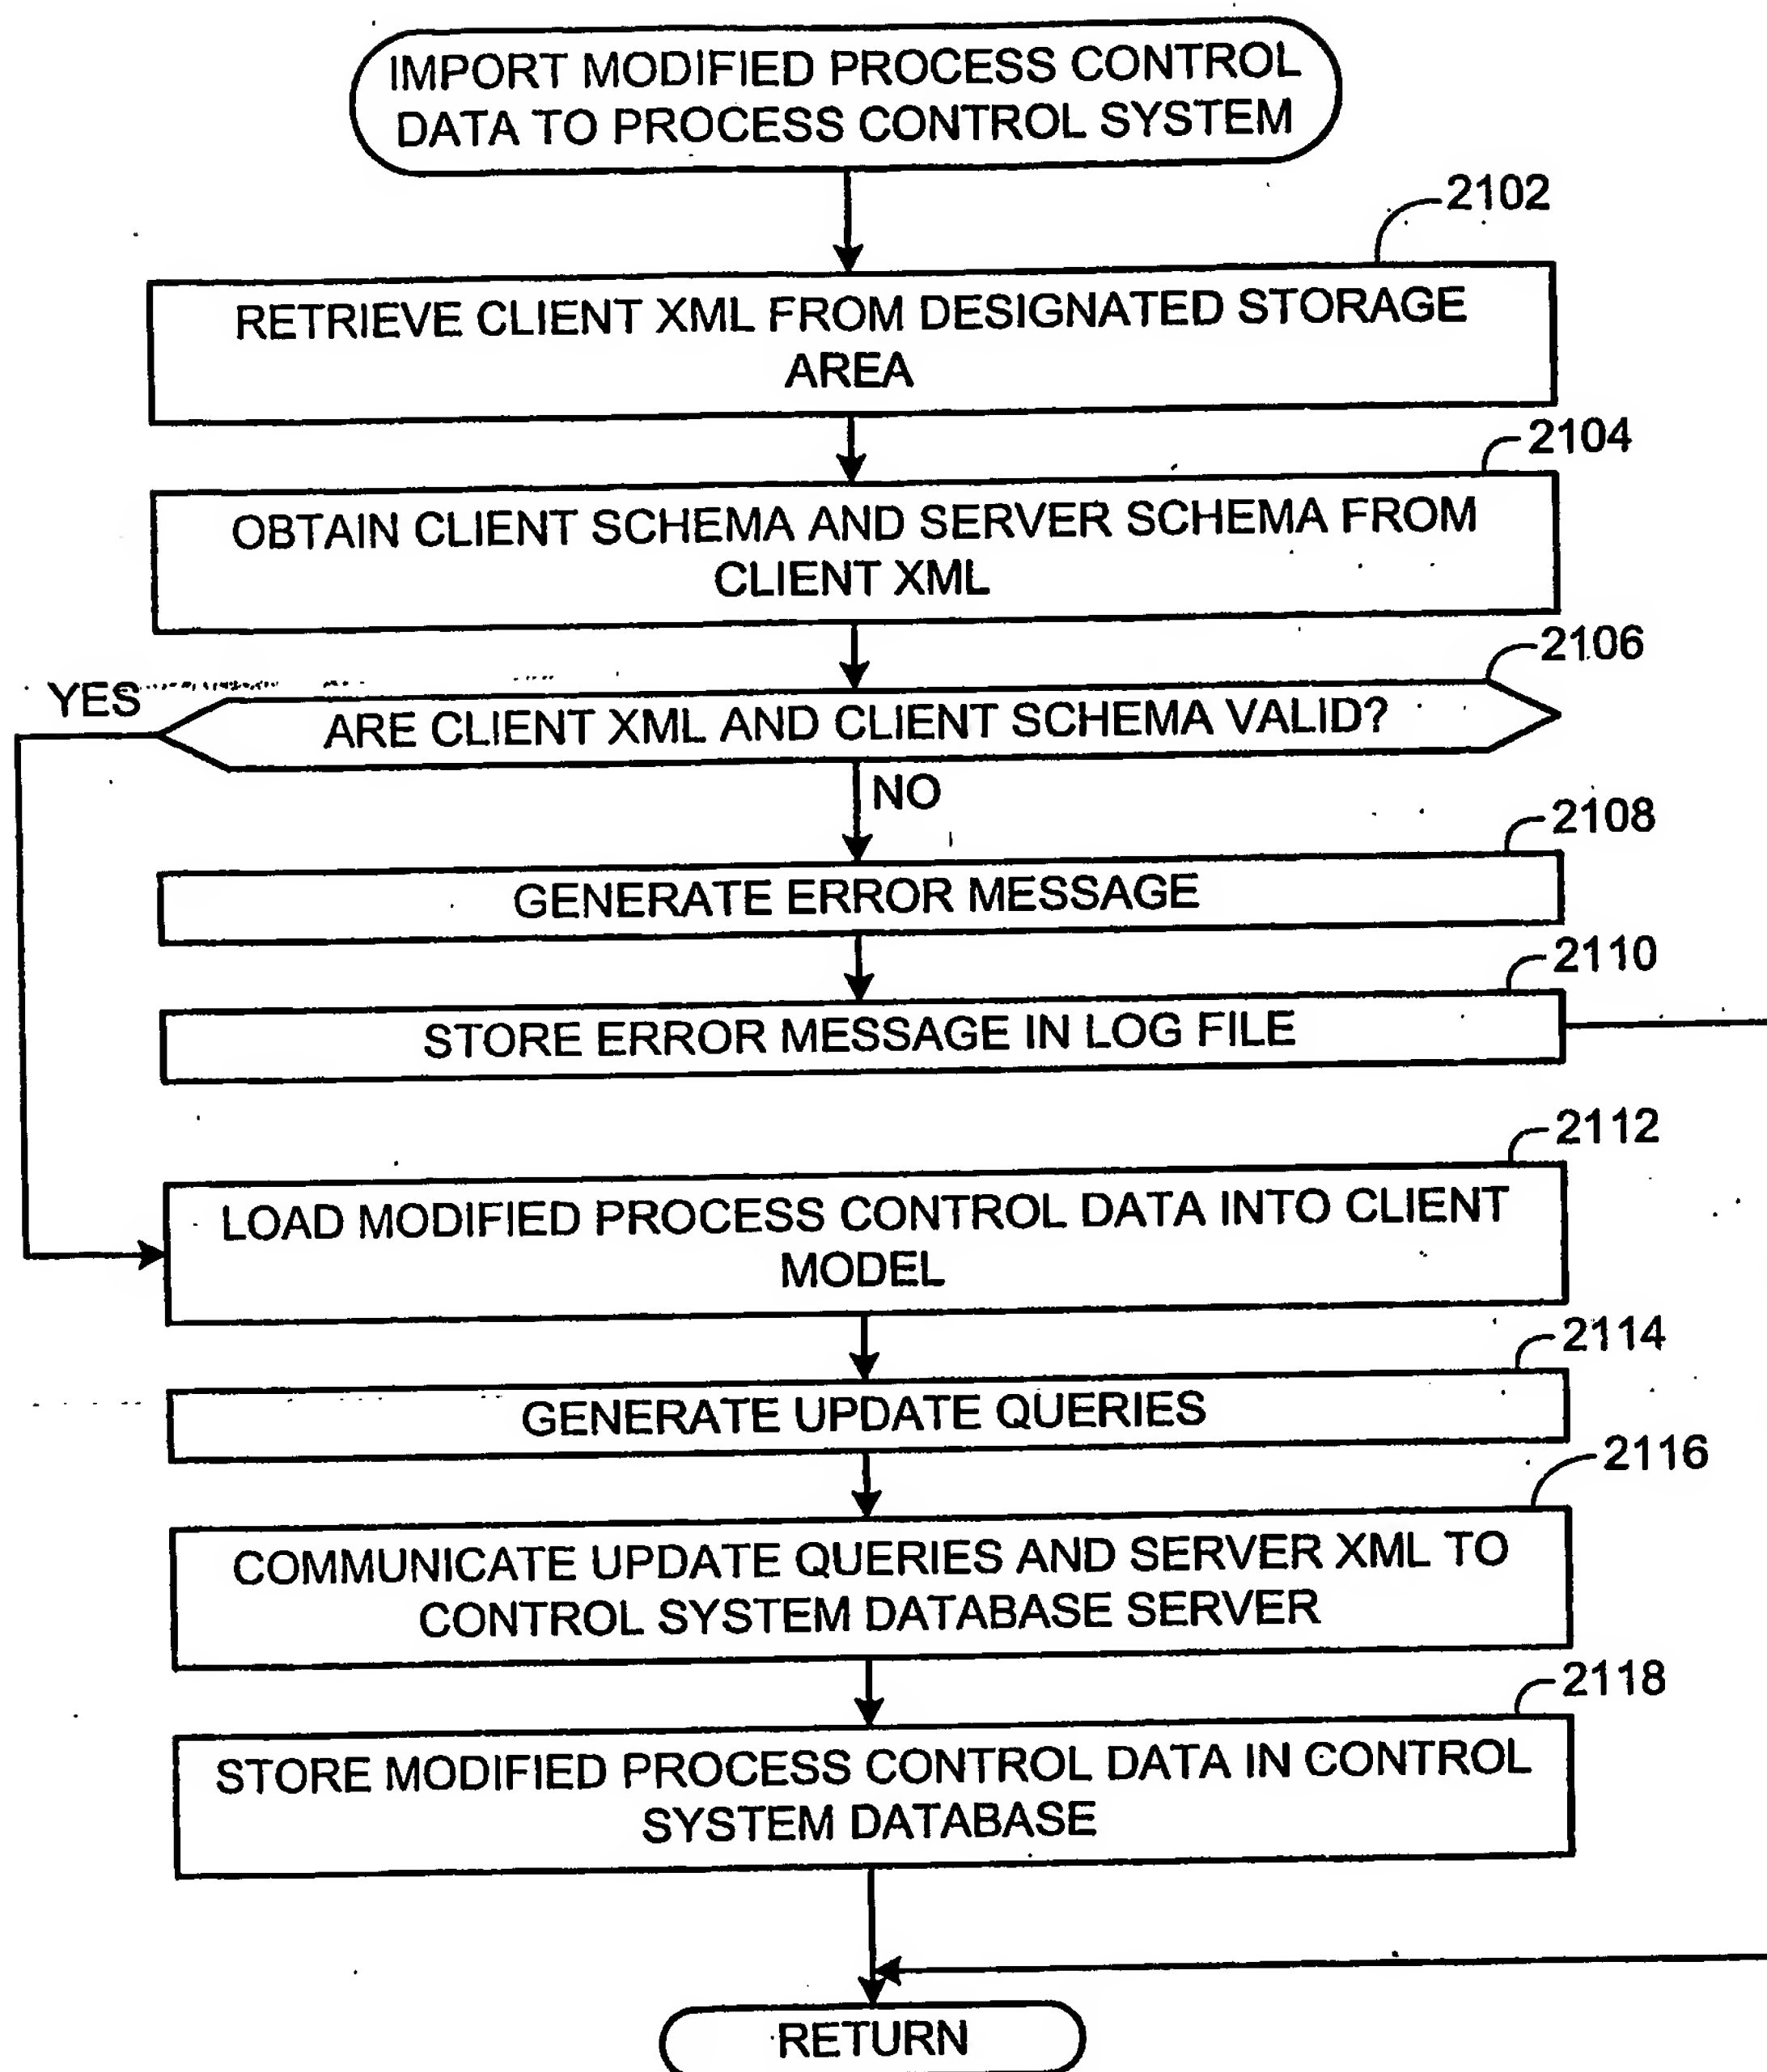 IMPORT MODIFIED PROCESS CONTROL
DATA TO PROCESS CONTROL SYSTEM
2102
RETRIEVE CLIENT XML FROM DESIGNATED STORAGE
AREA
2104
OBTAIN CLIENT SCHEMA AND SERVER SCHEMA FROM
CLIENT XML
2106
YES
ARE CLIENT XML AND CLIENT SCHEMA VALID?
NO
2108
GENERATE ERROR MESSAGE
2110
STORE ERROR MESSAGE IN LOG FILE
2112
LOAD MODIFIED PROCESS CONTROL DATA INTO CLIENT
MODEL
2114
GENERATE UPDATE QUERIES
2116
COMMUNICATE UPDATE QUERIES AND SERVER XML TO
CONTROL SYSTEM DATABASE SERVER
2118
STORE MODIFIED PROCESS CONTROL DATA IN CONTROL
SYSTEM DATABASE
RETURN